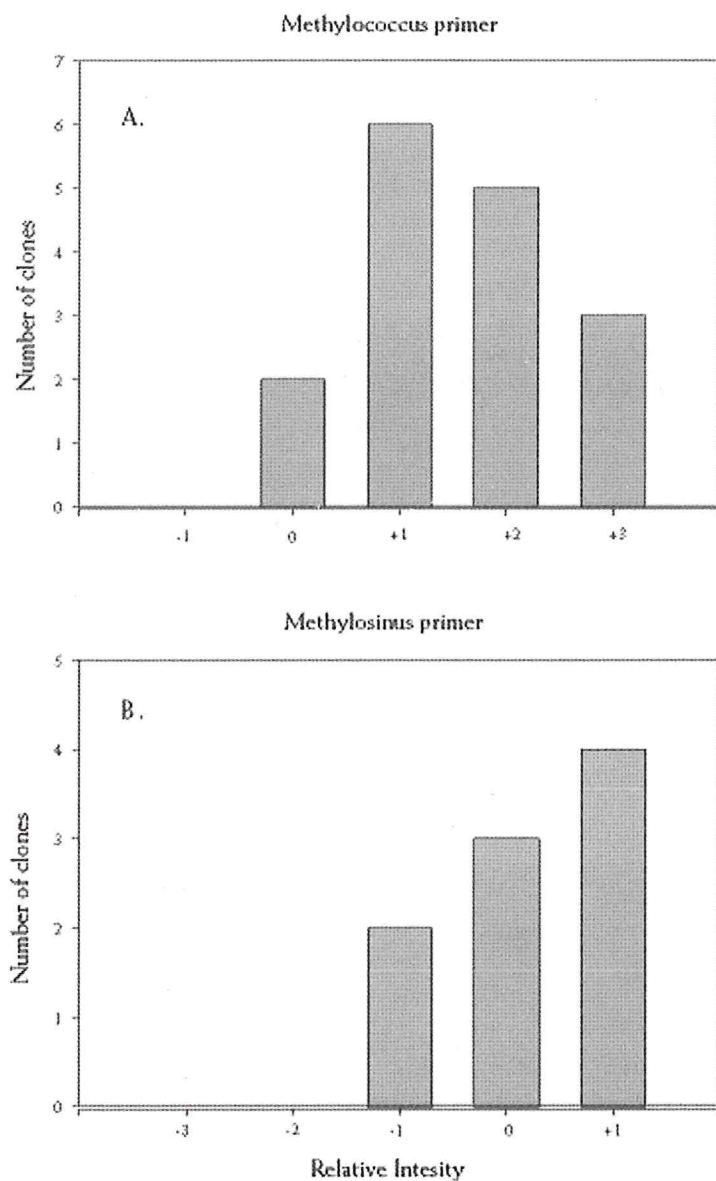 Methylococcus primer
A.
7
6
5
4
3
2
1
0
Number of clones
-1 0 +1 +2 +3
Methylosinus primer
B.
5
4
3
2
1
0
Number of clones
-3 -2 -1 0 +1
Relative Intesity